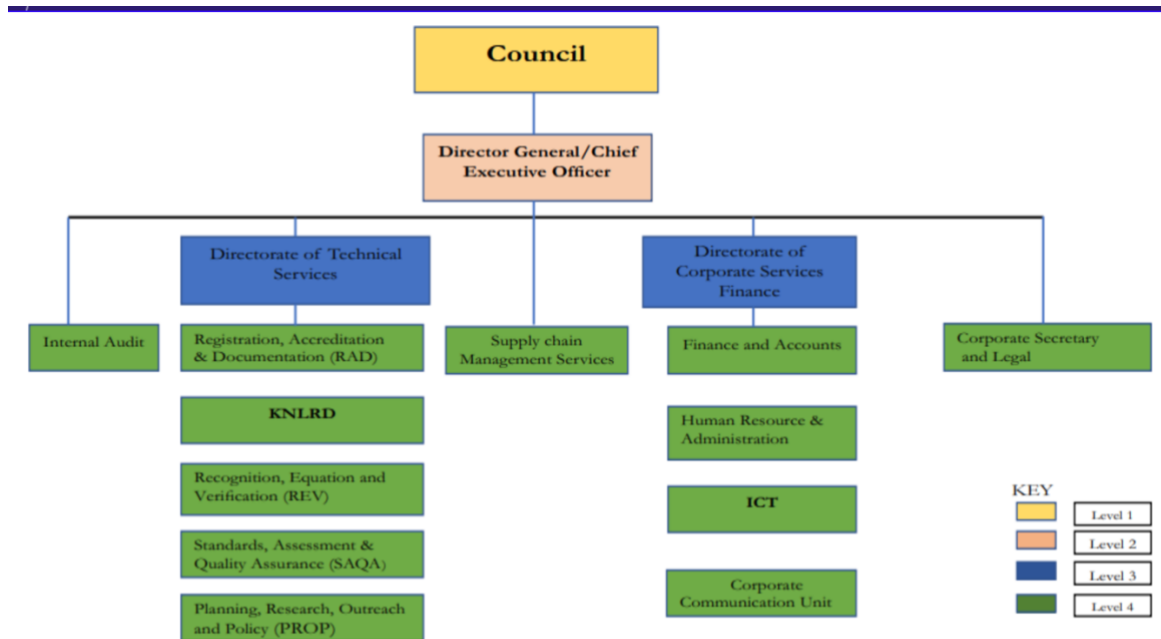 Council
Director General/Chief
Executive Officer
Directorate of Technical
Services
Directorate of
Corporate Services
Finance
Internal Audit
Registration, Accreditation
& Documentation (RAD)
Supply chain
Management Services
Finance and Accounts
Corporate Secretary
and Legal
KNLRD
Human Resource &
Administration
Recognition, Equation and
Verification (REV)
ICT
Standards, Assessment &
Quality Assurance (SAQA)
Corporate
Communication Unit
Planning, Research, Outreach
and Policy (PROP)
KEY
Level 1
Level 2
Level 3
Level 4